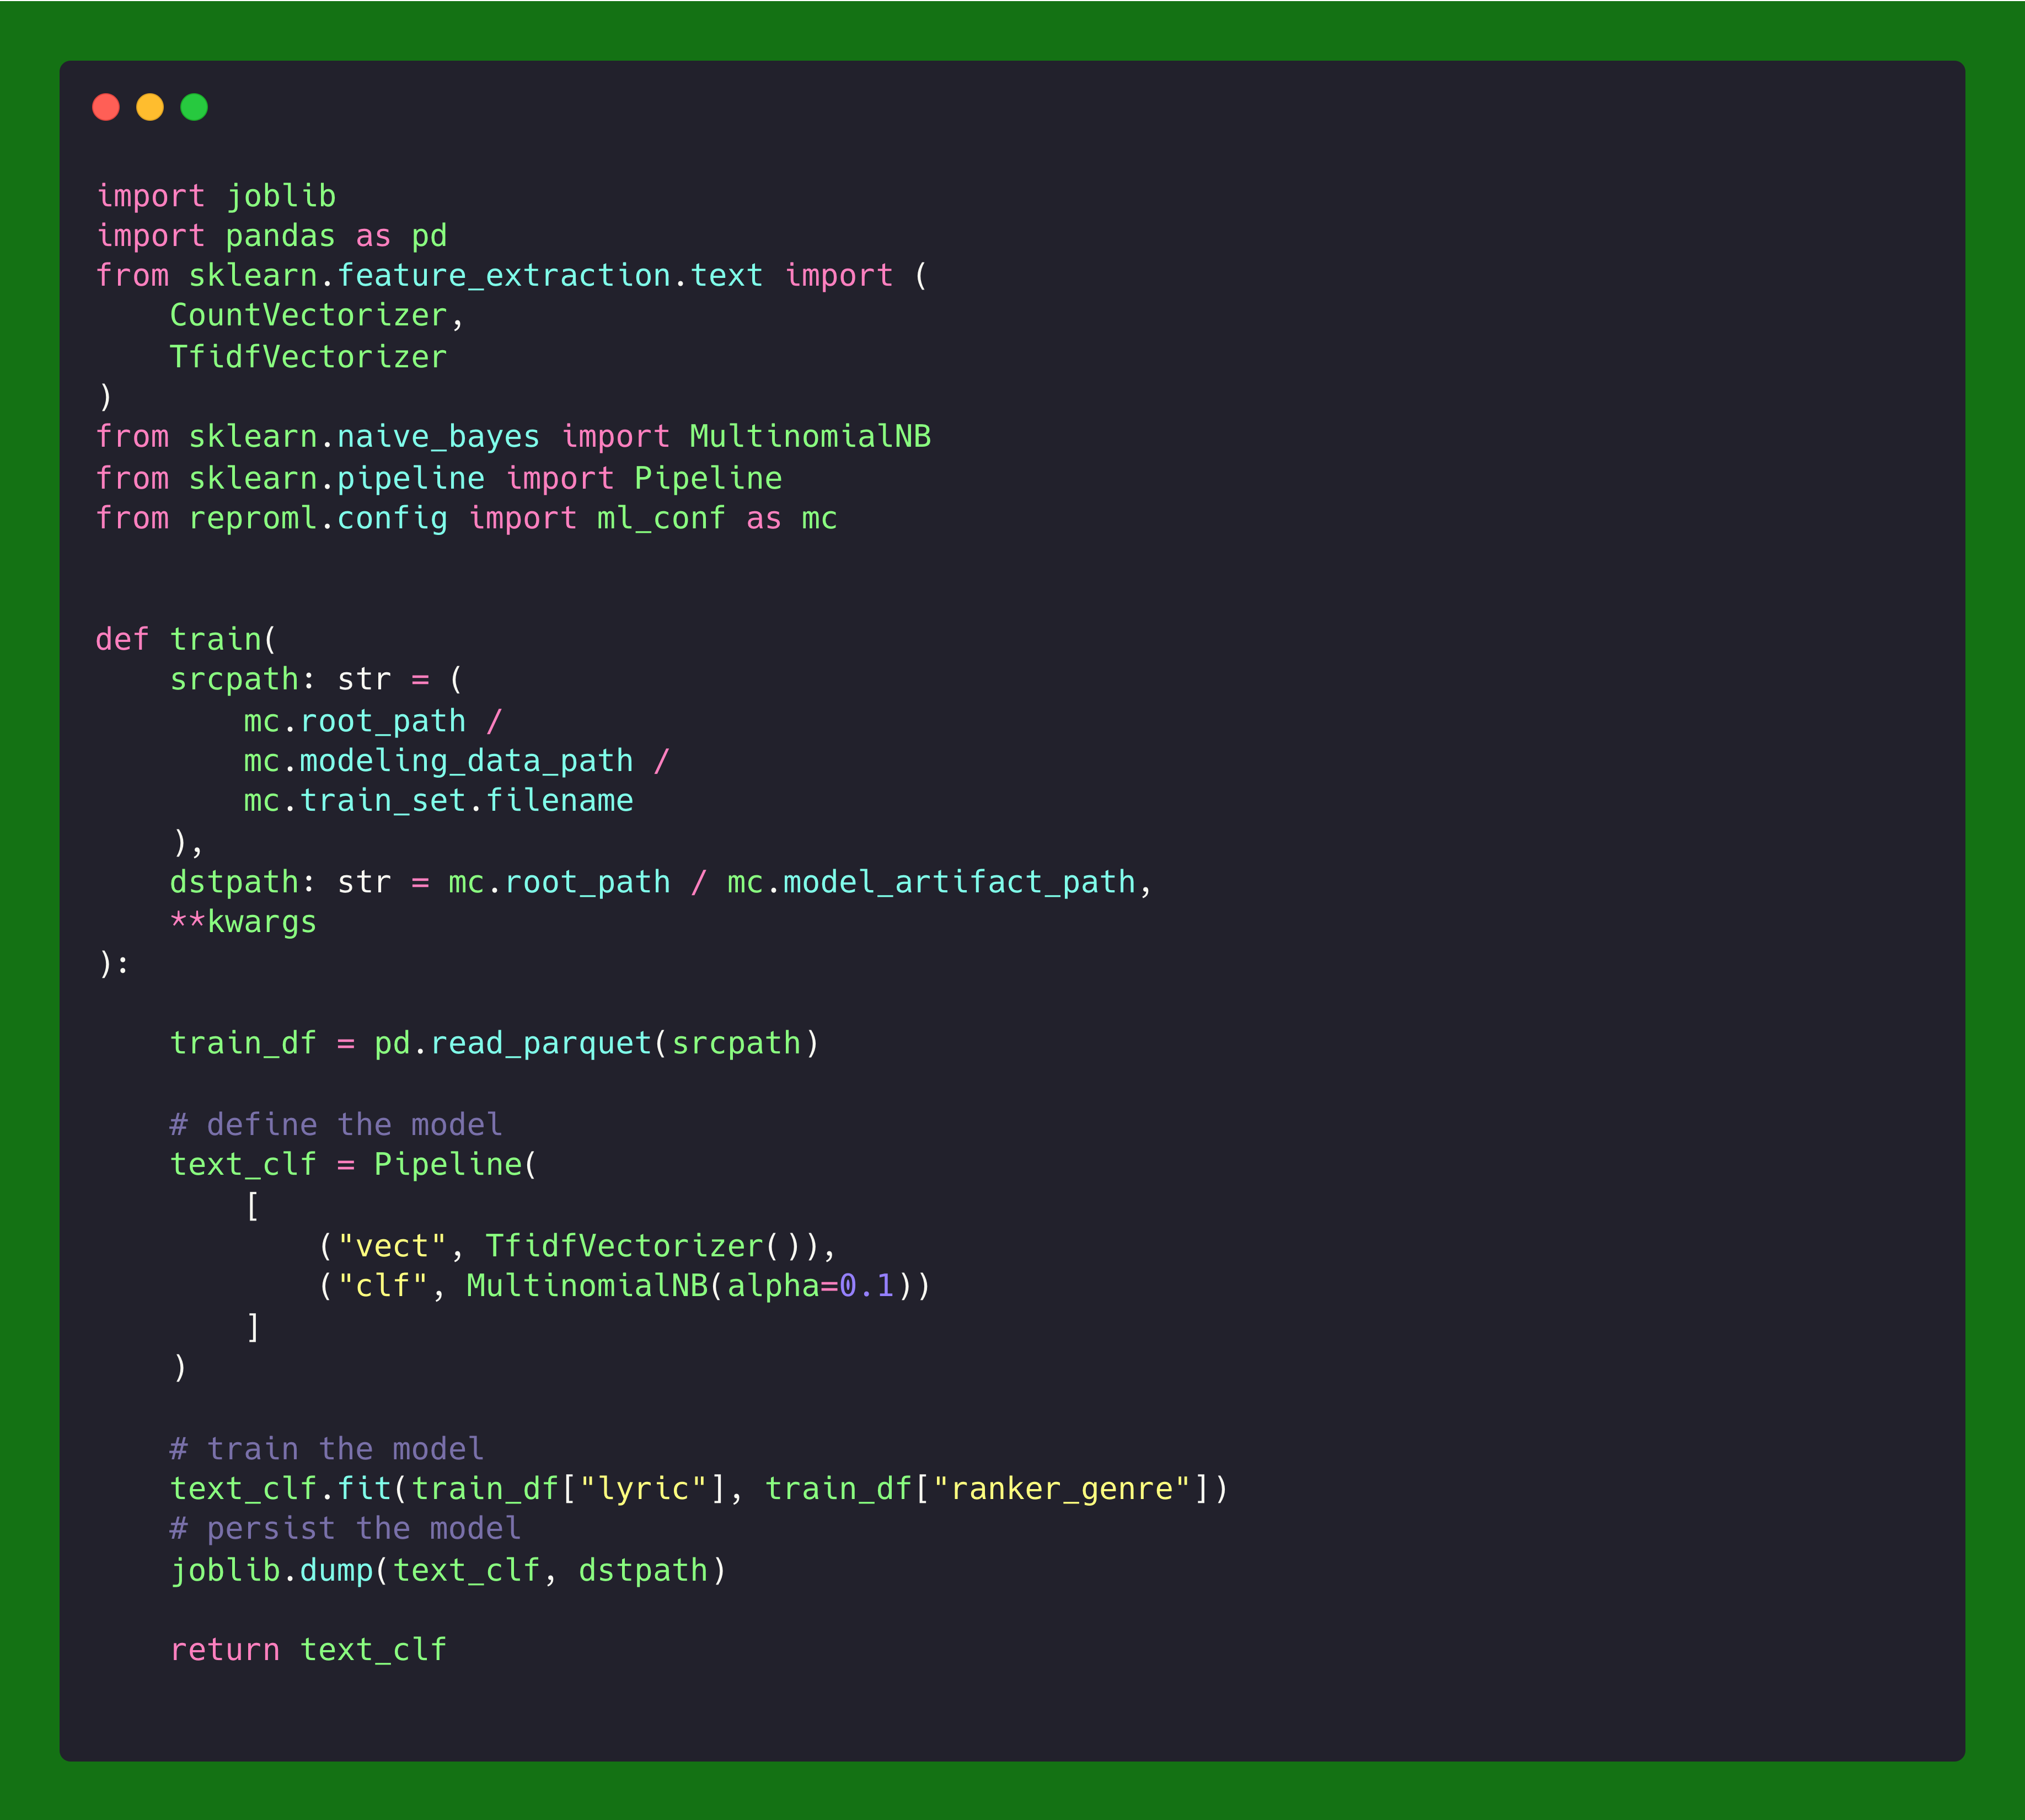 import joblib
import pandas as pd
from sklearn.feature_extraction.text import (
    CountVectorizer,
    TfidfVectorizer
)
from sklearn.naive_bayes import MultinomialNB
from sklearn.pipeline import Pipeline
from reproml.config import ml_conf as mc
def train(
    srcpath: str = (
        mc.root_path /
        mc.modeling_data_path /
        mc.train_set.filename
    ),
    dstpath: str = mc.root_path / mc.model_artifact_path,
    **kwargs
):
    train_df = pd.read_parquet(srcpath)
    # define the model
    text_clf = Pipeline(
        [
            ("vect", TfidfVectorizer()),
            ("clf", MultinomialNB(alpha=0.1))
        ]
    )
    # train the model
    text_clf.fit(train_df["lyric"], train_df["ranker_genre"])
    # persist the model
    joblib.dump(text_clf, dstpath)
    return text_clf